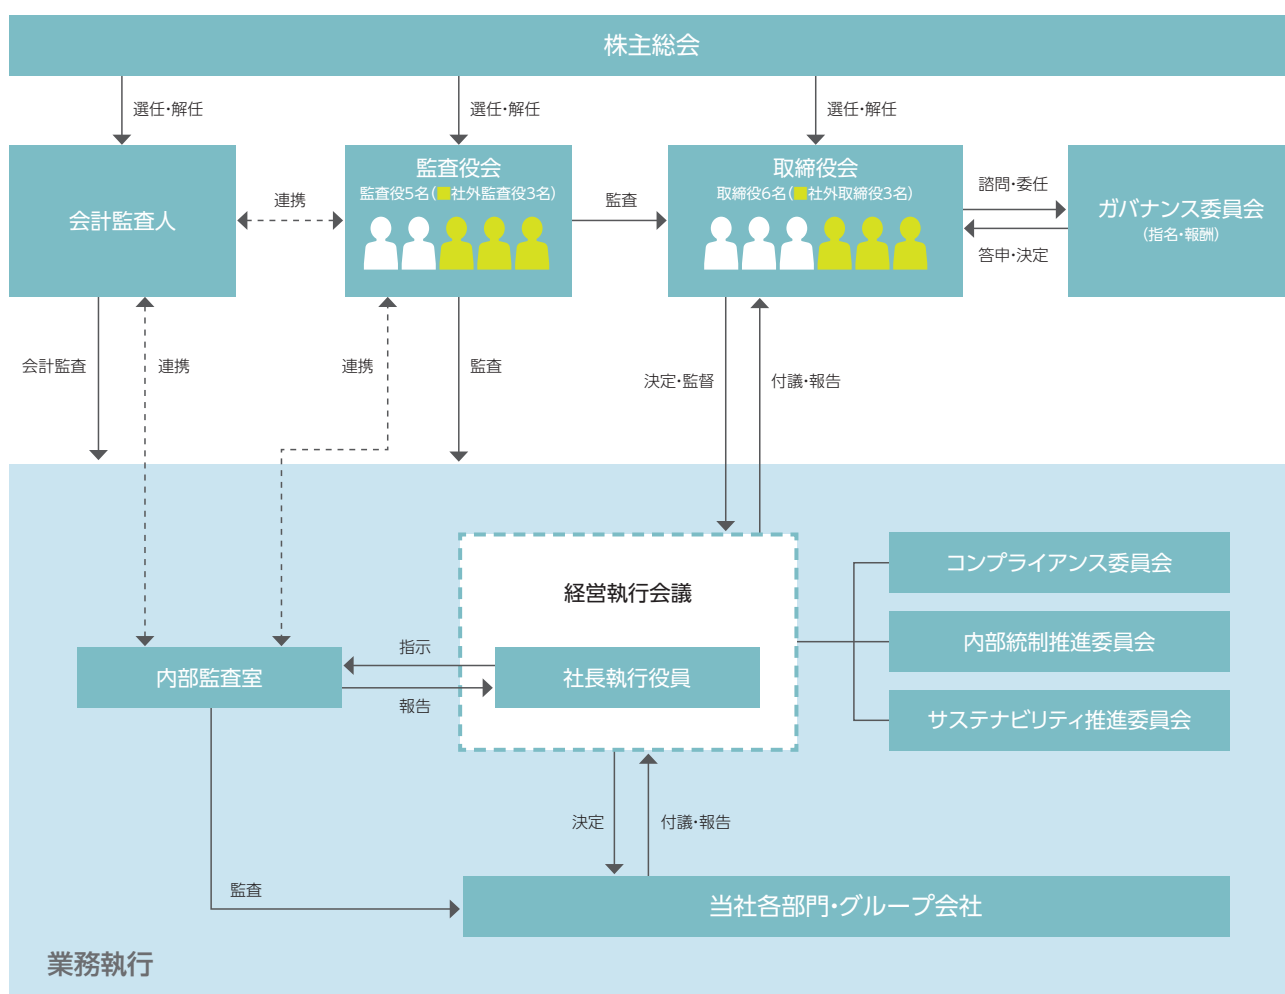 株主総会
選任・解任
選任・解任
選任・解任
会計監査人
連携
監査役会
監査役5名(■社外監査役3名)
監査
取締役会
取締役6名(■社外取締役3名)
諮問・委任
答申・決定
ガバナンス委員会
(指名・報酬)
会計監査
連携
連携
監査
決定・監督
付議・報告
経営執行会議
社長執行役員
コンプライアンス委員会
内部統制推進委員会
サステナビリティ推進委員会
内部監査室
指示
報告
決定
付議・報告
監査
当社各部門・グループ会社
業務執行